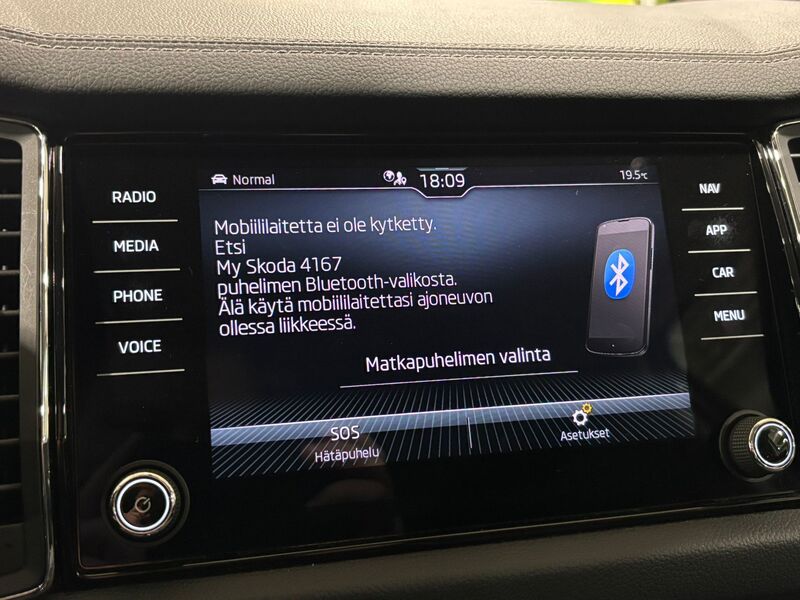 Normal
18:09
19.5°C
RADIO
MEDIA
PHONE
VOICE
Mobiililaitetta ei ole kytketty.
Etsi
My Skoda 4167
puhelimen Bluetooth-valikosta.
Älä käytä mobiililaitettasi ajoneuvon
ollessa liikkeessä.
Matkapuhelimen valinta
SOS
Hätäpuhelu
Asetukset
NAV
APP
CAR
MENU